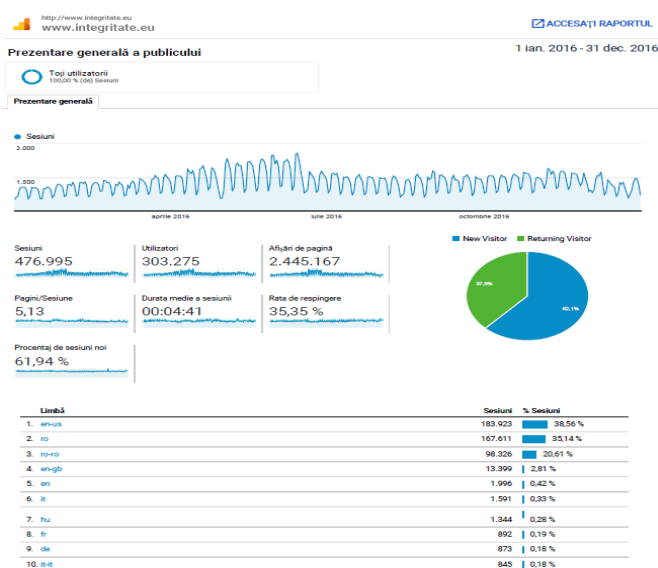 http://www.integritate.eu
www.integritate.eu
ACCESAȚI RAPORTUL
Prezentare generală a publicului
1 ian. 2016 - 31 dec. 2016
Toți utilizatorii
100,00 % (de) Sesiuni
Prezentare generală
Sesiuni
3.000
1.500
aprilie 2016
iulie 2016
octombrie 2016
New Visitor
Returning Visitor
Sesiuni
476.995
Utilizatori
303.275
Afișări de pagină
2.445.167
37,9%
62,1%
Pagini/Sesiune
5,13
Durata medie a sesiunii
00:04:41
Rata de respingere
35,35 %
Procentaj de sesiuni noi
61,94 %
Limbă Sesiuni % Sesiuni
1. en-us 183.923 38,56 %
2. ro 167.611 35,14 %
3. ro-ro 98.326 20,61 %
4. en-gb 13.399 2,81 %
5. en 1.996 0,42 %
6. it 1.591 0,33 %
7. hu 1.344 0,28 %
8. fr 892 0,19 %
9. de 873 0,18 %
10. it-it 845 0,18 %